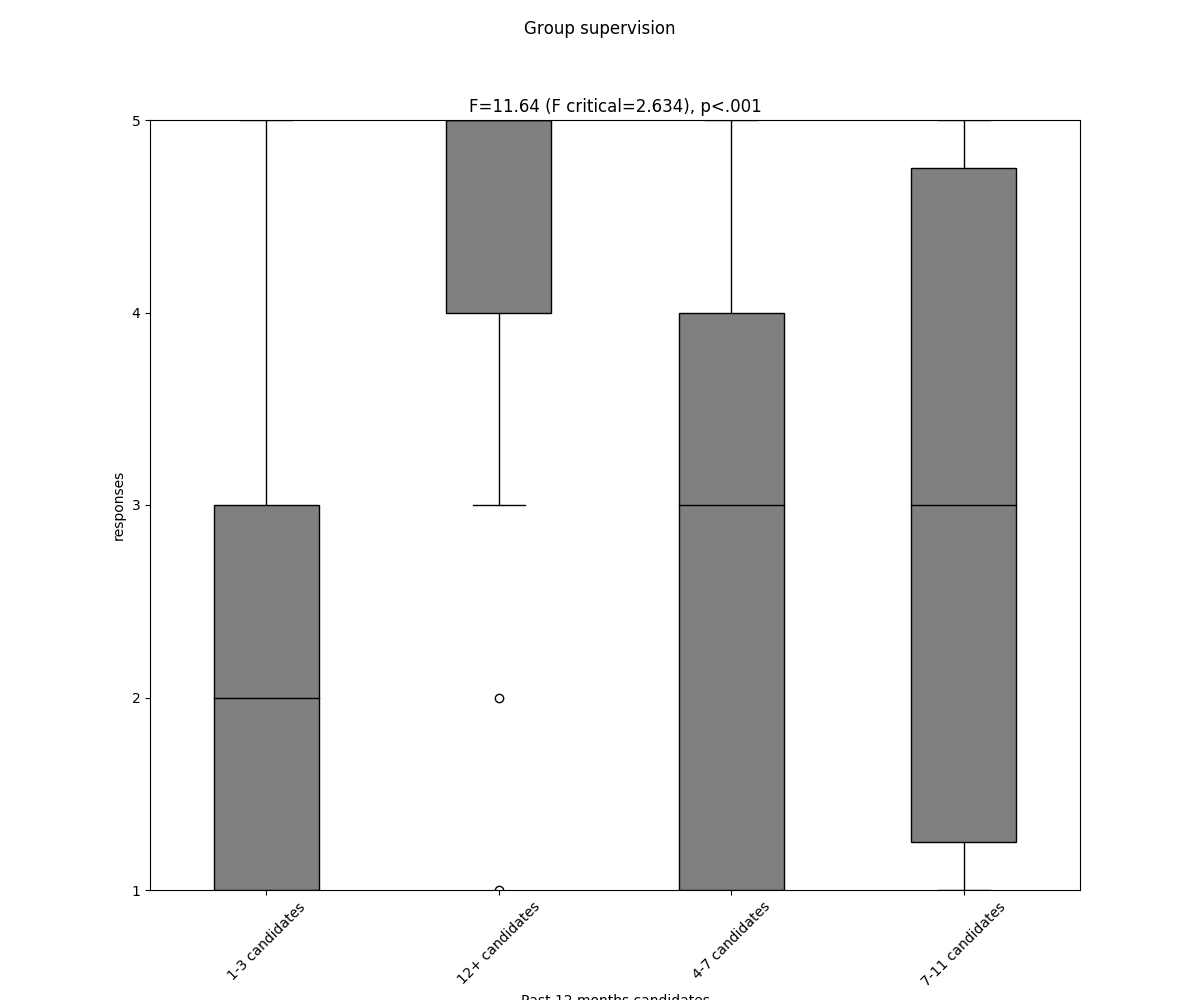 Group supervision
F=11.64 (F critical=2.634), p<.001
5
4
3
2
1
responses
1-3 candidates
12+ candidates
4-7 candidates
7-11 candidates
Past 12 months candidates